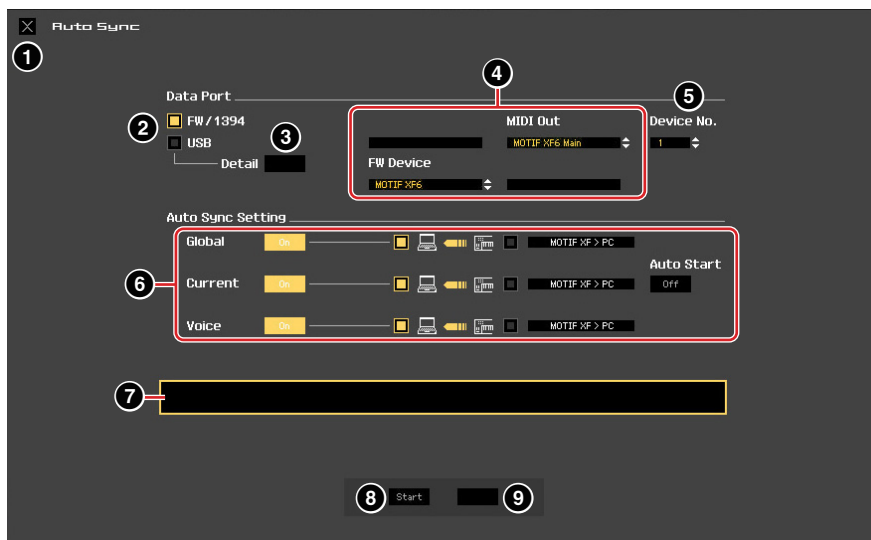 Auto Sync
1
4
Data Port
5
2
FW/1394
3
MIDI Out
Device No.
USB
MOTIF XF6 Main
1
Detail
FW Device
MOTIF XF6
Auto Sync Setting
Global On MOTIF XF > PC
Auto Start
6
Current On MOTIF XF > PC Off
Voice On MOTIF XF > PC
7
8
Start
9